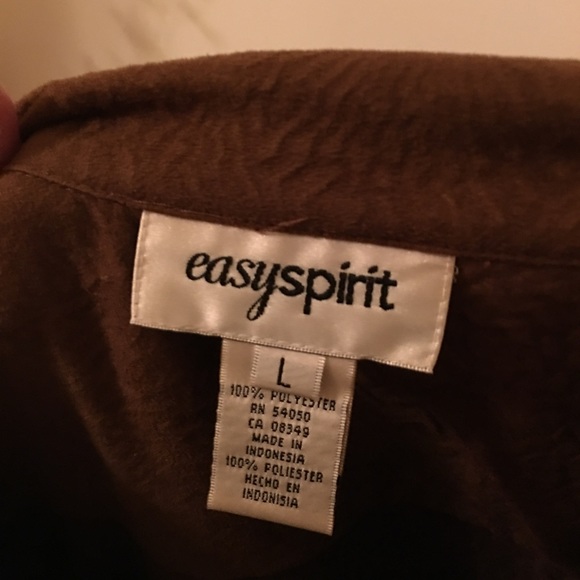 easyspirit
L
100% POLYESTER
RN 54050
CA 08349
MADE IN
INDONESIA
100% POLIESTER
HECHO EN
INDONISIA